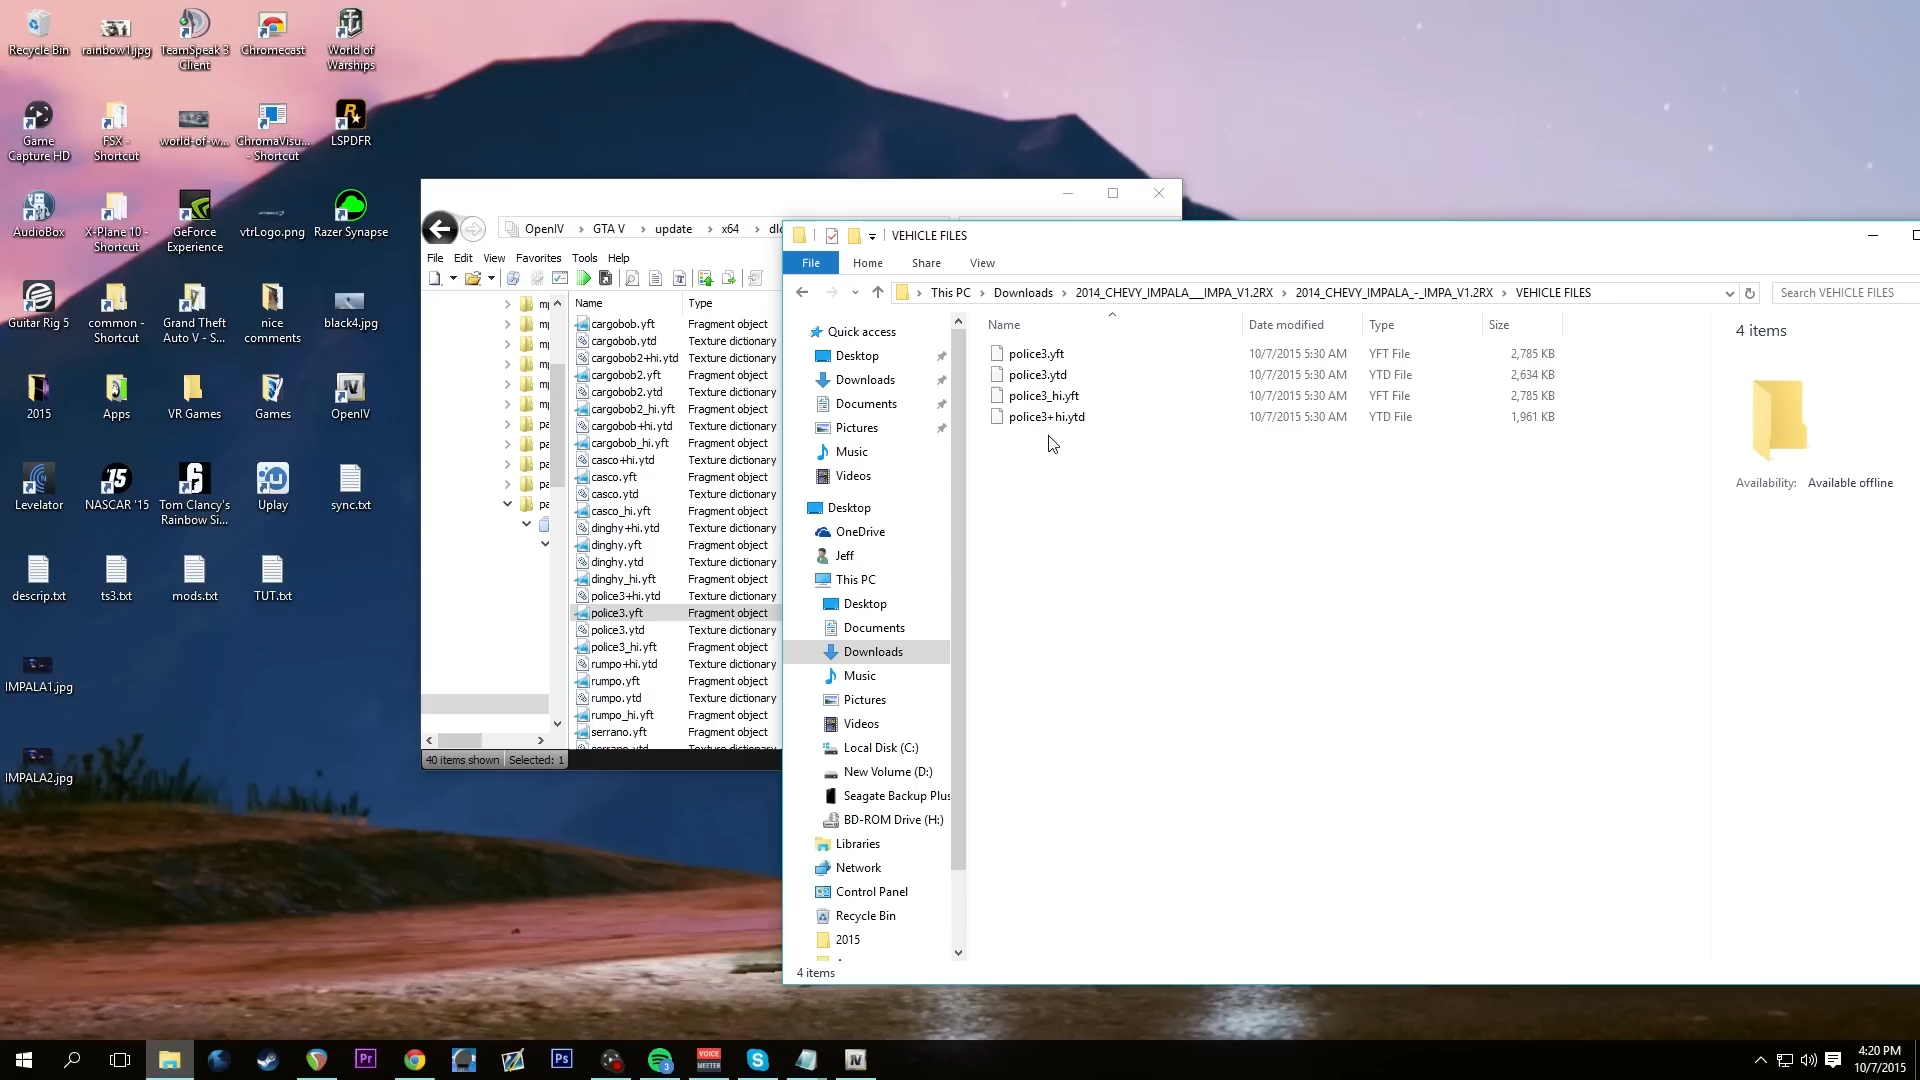 Recycle Bin
rainbow1.jpg
TeamSpeak 3
Client
Chromecast
World of
Warships
Game
Capture HD
FSX -
Shortcut
world-of-w...
ChromaVisu...
- Shortcut
LSPDFR
AudioBox
X-Plane 10 -
Shortcut
GeForce
Experience
vtrLogo.png
Razer Synapse
Guitar Rig 5
common -
Shortcut
Grand Theft
Auto V - S...
nice
comments
black4.jpg
2015
Apps
VR Games
Games
OpenIV
Levelator
NASCAR '15
Tom Clancy's
Rainbow Si...
Uplay
sync.txt
descrip.txt
ts3.txt
mods.txt
TUT.txt
IMPALA1.jpg
IMPALA2.jpg
OpenIV > GTA V > update > x64 >
File Edit View Favorites Tools Help
Name Type
cargobob.yft Fragment object
cargobob.ytd Texture dictionary
cargobob2+hi.ytd Texture dictionary
cargobob2.yft Fragment object
cargobob2.ytd Texture dictionary
cargobob2_hi.yft Fragment object
cargobob+hi.ytd Texture dictionary
cargobob_hi.yft Fragment object
casco+hi.ytd Texture dictionary
casco.yft Fragment object
casco.ytd Texture dictionary
casco_hi.yft Fragment object
dinghy+hi.ytd Texture dictionary
dinghy.yft Fragment object
dinghy.ytd Texture dictionary
dinghy_hi.yft Fragment object
police3+hi.ytd Texture dictionary
police3.yft Fragment object
police3.ytd Texture dictionary
police3_hi.yft Fragment object
rumpo+hi.ytd Texture dictionary
rumpo.yft Fragment object
rumpo.ytd Texture dictionary
rumpo_hi.yft Fragment object
serrano.yft Fragment object
40 items shown Selected: 1
VEHICLE FILES
File Home Share View
This PC > Downloads > 2014_CHEVY_IMPALA___IMPA_V1.2RX > 2014_CHEVY_IMPALA_-_IMPA_V1.2RX > VEHICLE FILES
Search VEHICLE FILES
Quick access
Desktop
Downloads
Documents
Pictures
Music
Videos
Desktop
OneDrive
Jeff
This PC
Desktop
Documents
Downloads
Music
Pictures
Videos
Local Disk (C:)
New Volume (D:)
Seagate Backup Plus
BD-ROM Drive (H:)
Libraries
Network
Control Panel
Recycle Bin
2015
Name Date modified Type Size
police3.yft 10/7/2015 5:30 AM YFT File 2,785 KB
police3.ytd 10/7/2015 5:30 AM YTD File 2,634 KB
police3_hi.yft 10/7/2015 5:30 AM YFT File 2,785 KB
police3+hi.ytd 10/7/2015 5:30 AM YTD File 1,961 KB
4 items
Availability: Available offline
4 items
Pr
Ps
3
VOICE
MEETER
4:20 PM
10/7/2015